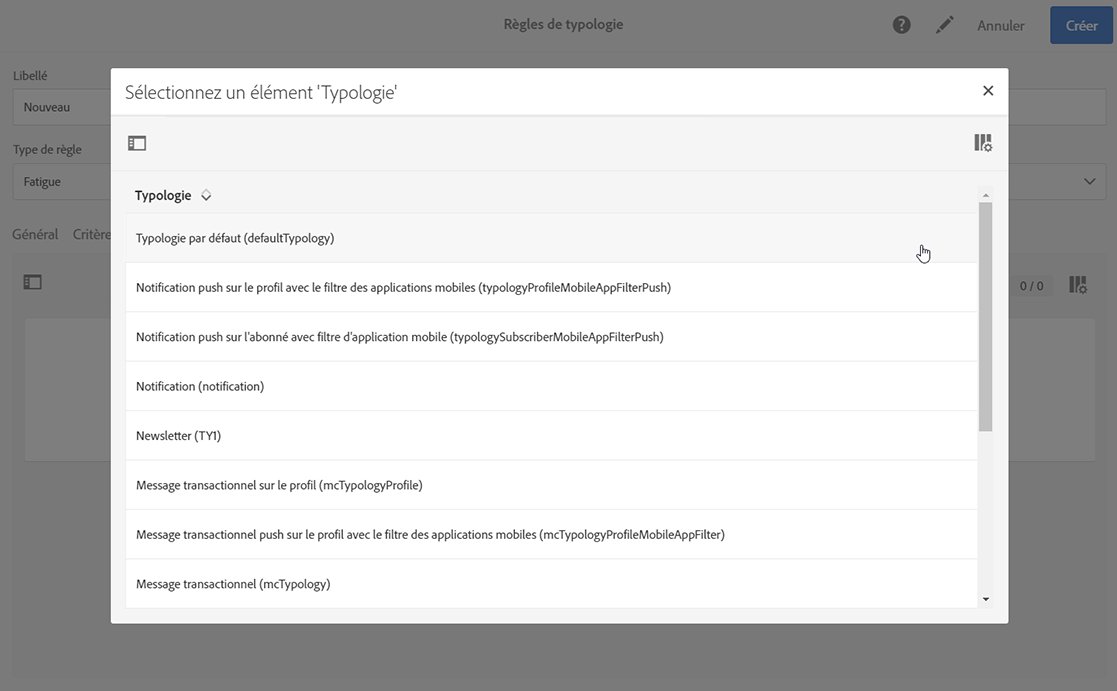 Règles de typologie
Annuler
Créer
Libellé
Nouveau
Type de règle
Fatigue
Général Critère
0 / 0
Sélectionnez un élément 'Typologie'
Typologie
Typologie par défaut (defaultTypology)
Notification push sur le profil avec le filtre des applications mobiles (typologyProfileMobileAppFilterPush)
Notification push sur l'abonné avec filtre d'application mobile (typologySubscriberMobileAppFilterPush)
Notification (notification)
Newsletter (TY1)
Message transactionnel sur le profil (mcTypologyProfile)
Message transactionnel push sur le profil avec le filtre des applications mobiles (mcTypologyProfileMobileAppFilter)
Message transactionnel (mcTypology)